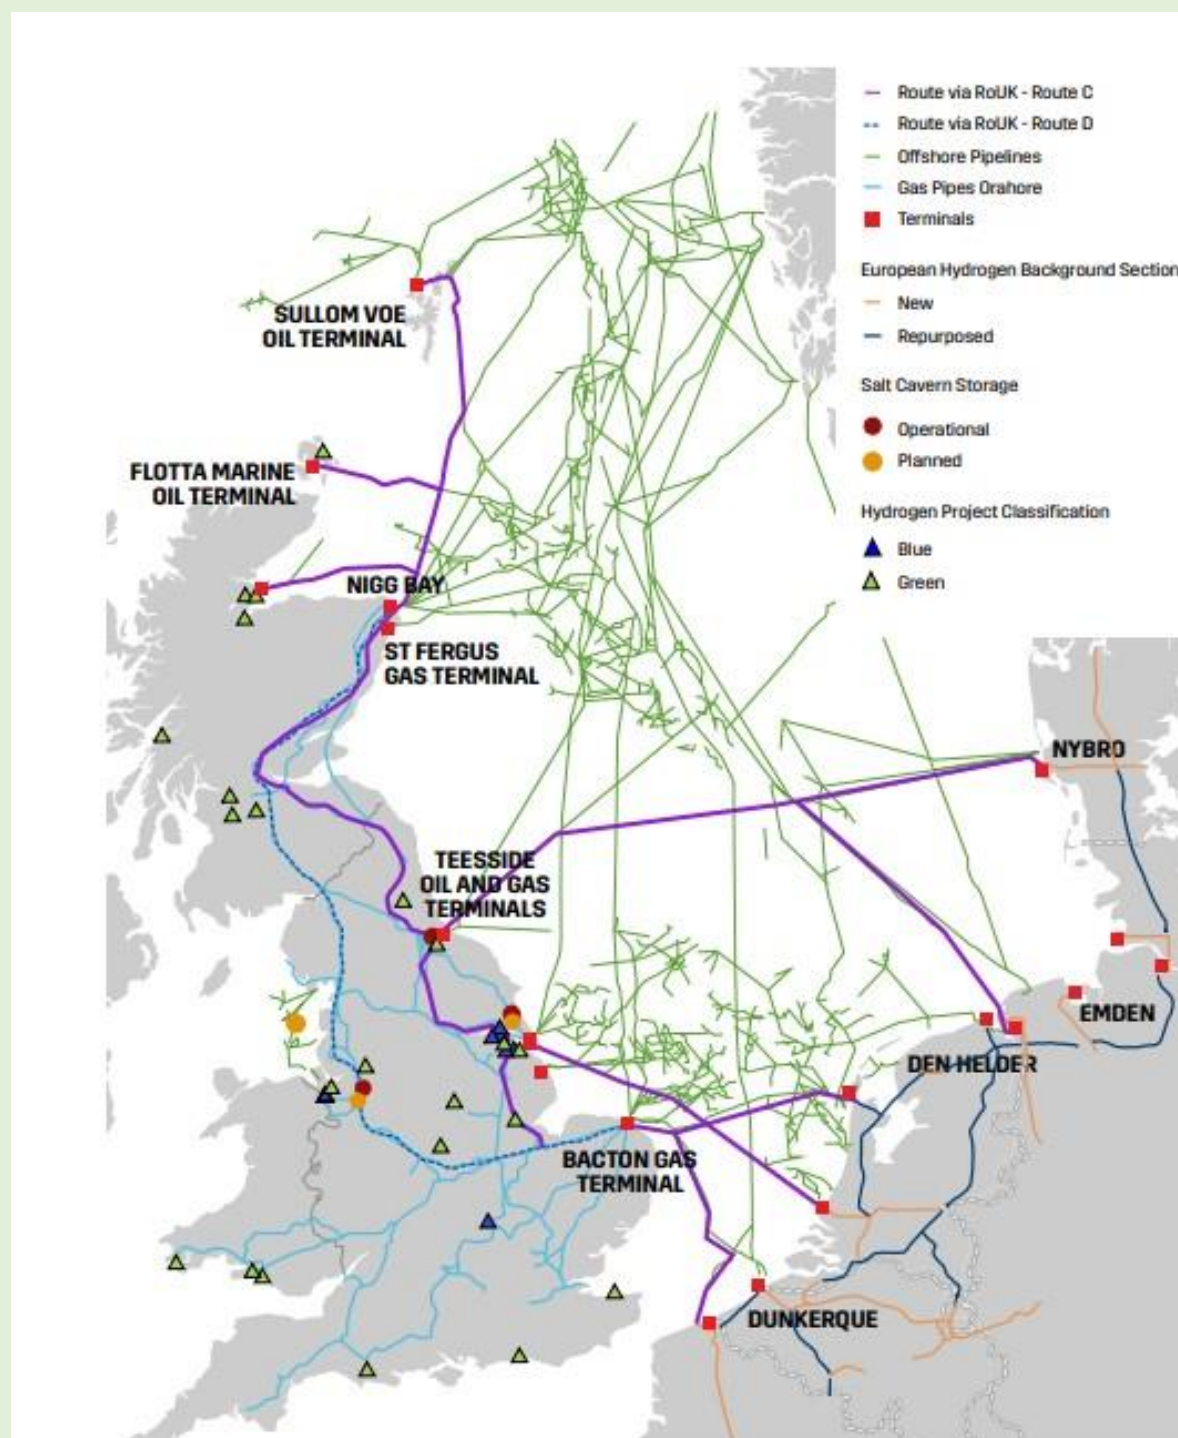 Route via RoUK - Route C
Route via RoUK - Route D
Offshore Pipelines
Gas Pipes Orahore
Terminals
European Hydrogen Background Section
New
Repurposed
Salt Cavern Storage
Operational
Planned
Hydrogen Project Classification
Blue
Green
SULLOM VOE
OIL TERMINAL
FLOTTA MARINE
OIL TERMINAL
NIGG BAY
ST FERGUS
GAS TERMINAL
NYBRO
TEESSIDE
OIL AND GAS
TERMINALS
EMDEN
DEN HELDER
BACTON GAS
TERMINAL
DUNKERQUE